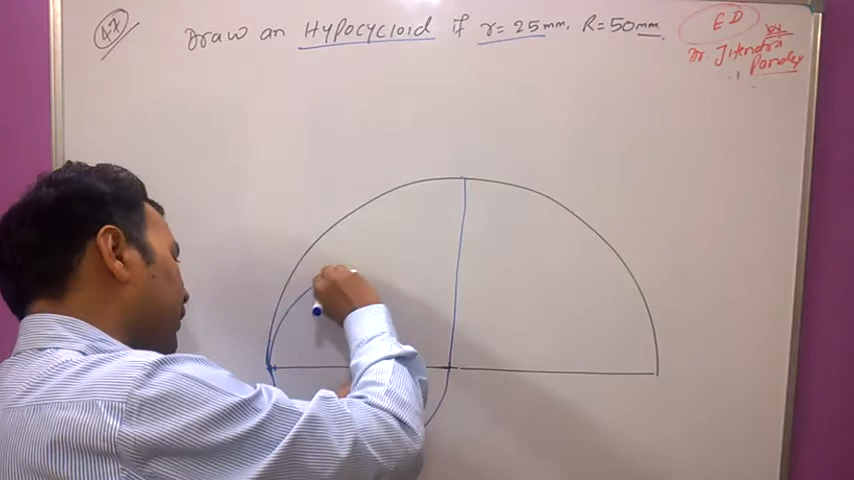 47
Draw an Hypocycloid if r = 25mm, R = 50mm.
ED
by
Dr. Jitendra
Pandey